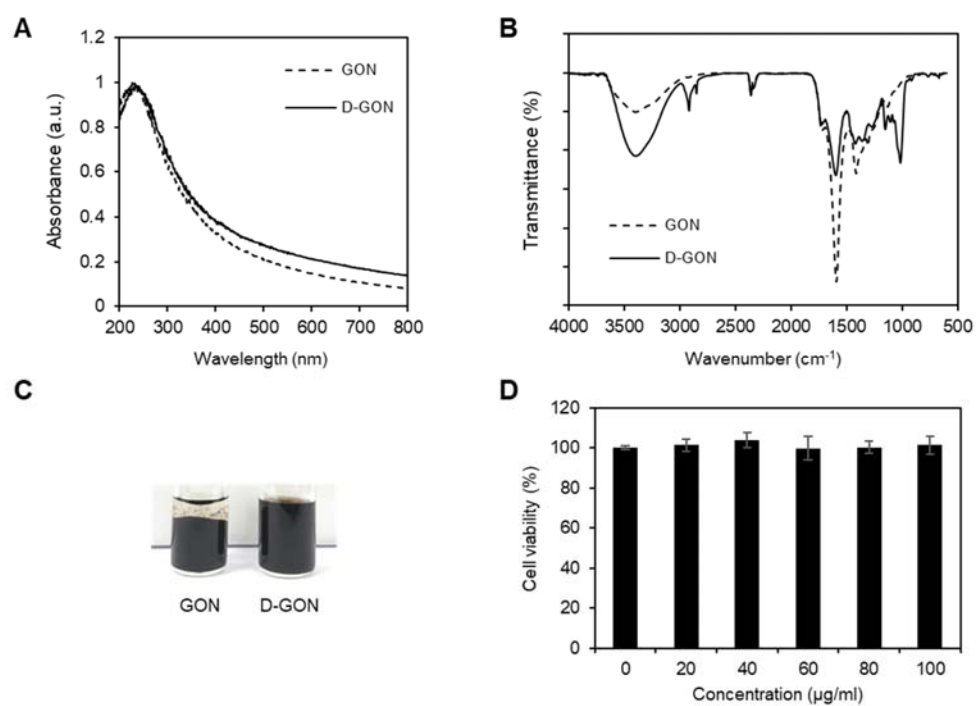 A
Absorbance (a.u.)
1.2
1
0.8
0.6
0.4
0.2
0
200 300 400 500 600 700 800
Wavelength (nm)
GON
D-GON
B
Transmittance (%)
GON
D-GON
4000 3500 3000 2500 2000 1500 1000 500
Wavenumber (cm⁻¹)
C
GON D-GON
D
Cell viability (%)
120
100
80
60
40
20
0
0 20 40 60 80 100
Concentration (µg/ml)